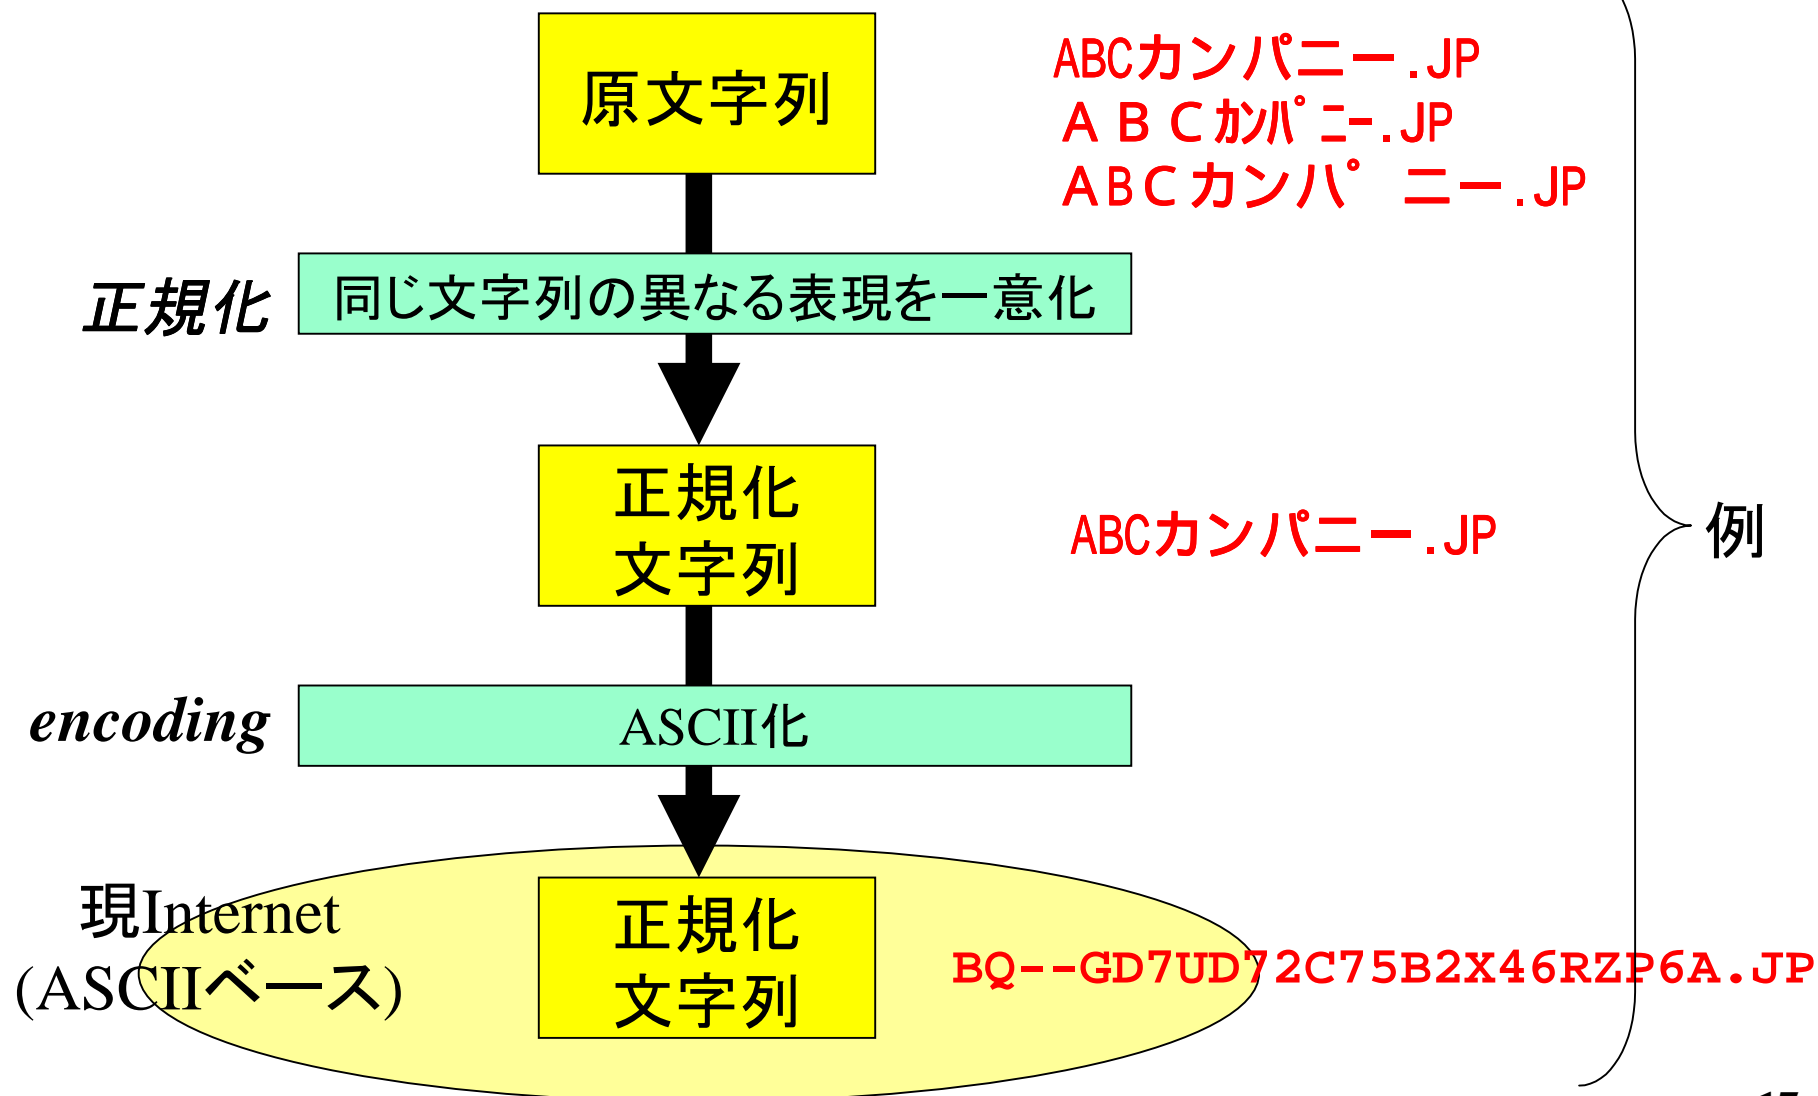 原文字列
ABCカンパニー.JP
ＡＢＣｶﾝﾊﾟﾆｰ.JP
ＡＢＣカンハ゜ニー.JP
正規化
同じ文字列の異なる表現を一意化
正規化
文字列
ABCカンパニー.JP
例
encoding
ASCII化
現Internet
(ASCIIベース)
正規化
文字列
BQ--GD7UD72C75B2X46RZP6A.JP